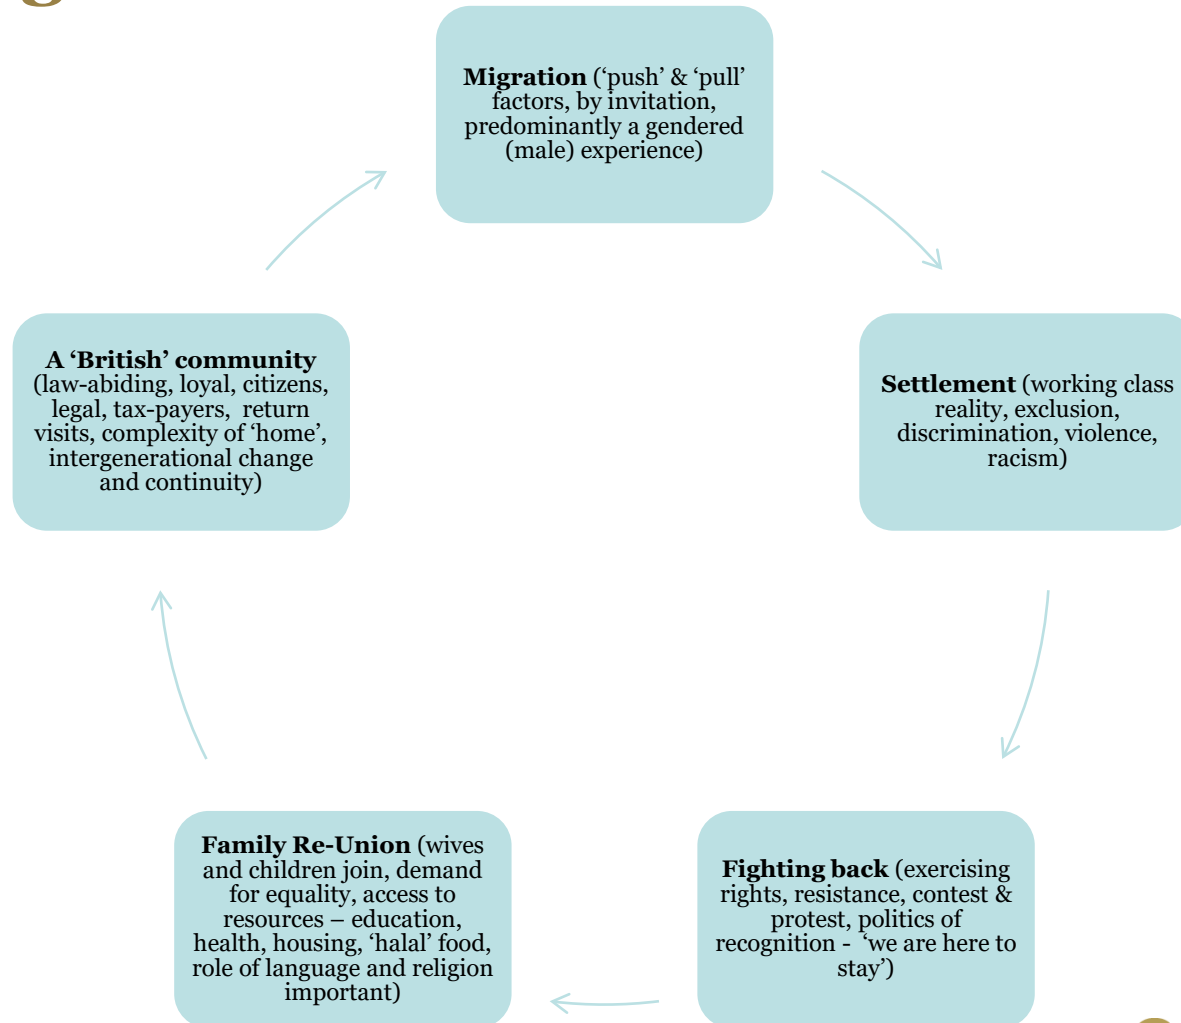 Migration (‘push’ & ‘pull’
factors, by invitation,
predominantly a gendered
(male) experience)
Settlement (working class
reality, exclusion,
discrimination, violence,
racism)
Fighting back (exercising
rights, resistance, contest &
protest, politics of
recognition - ‘we are here to
stay’)
Family Re-Union (wives
and children join, demand
for equality, access to
resources – education,
health, housing, ‘halal’ food,
role of language and religion
important)
A ‘British’ community
(law-abiding, loyal, citizens,
legal, tax-payers, return
visits, complexity of ‘home’,
intergenerational change
and continuity)